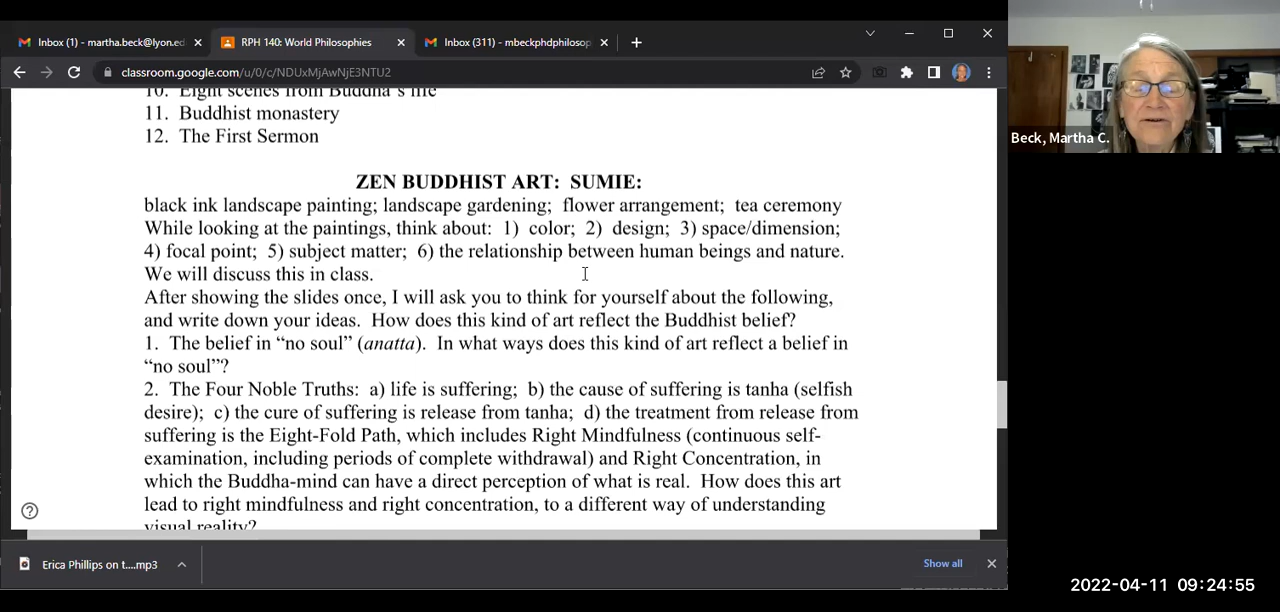 Inbox (1) - martha.beck@lyon.ed
RPH 140: World Philosophies
Inbox (311) - mbeckphdphilosop
classroom.google.com/u/0/c/NDUxMjAwNjE3NTU2
10. Eight scenes from Buddha's life
11. Buddhist monastery
12. The First Sermon
ZEN BUDDHIST ART: SUMIE:
black ink landscape painting; landscape gardening; flower arrangement; tea ceremony
While looking at the paintings, think about: 1) color; 2) design; 3) space/dimension;
4) focal point; 5) subject matter; 6) the relationship between human beings and nature.
We will discuss this in class.
After showing the slides once, I will ask you to think for yourself about the following,
and write down your ideas. How does this kind of art reflect the Buddhist belief?
1. The belief in “no soul” (anatta). In what ways does this kind of art reflect a belief in
“no soul”?
2. The Four Noble Truths: a) life is suffering; b) the cause of suffering is tanha (selfish
desire); c) the cure of suffering is release from tanha; d) the treatment from release from
suffering is the Eight-Fold Path, which includes Right Mindfulness (continuous self-
examination, including periods of complete withdrawal) and Right Concentration, in
which the Buddha-mind can have a direct perception of what is real. How does this art
lead to right mindfulness and right concentration, to a different way of understanding
visual reality?
Erica Phillips on t....mp3
Show all
Beck, Martha C.
2022-04-11 09:24:55